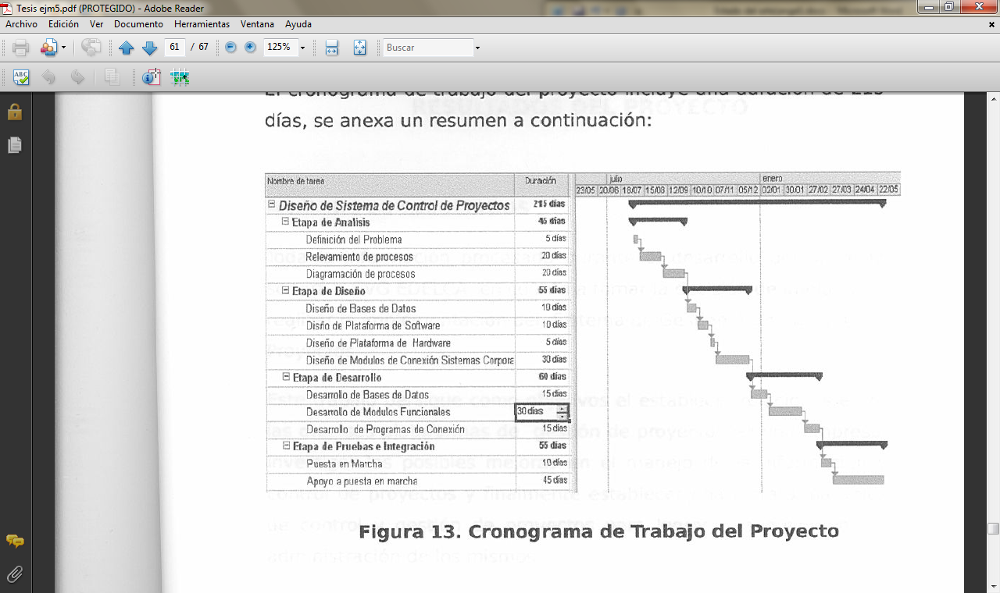 Tesis ejm5.pdf (PROTEGIDO) - Adobe Reader
Archivo Edición Ver Documento Herramientas Ventana Ayuda
61 / 67 125% Buscar
El cronograma de trabajo del proyecto incluye una duración de 215
días, se anexa un resumen a continuación:
RESULTADOS DEL PROYECTO
Nombre de tarea Duración julio enero
23/05 20/06 18/07 15/08 12/09 10/10 07/11 05/12 02/01 30/01 27/02 27/03 24/04 22/05
Diseño de Sistema de Control de Proyectos 215 días
Etapa de Analisis 45 días
Definición del Problema 5 días
Relevamiento de procesos 20 días
Diagramación de procesos 20 días
Etapa de Diseño 55 días
Diseño de Bases de Datos 10 días
Disño de Plataforma de Software 10 días
Diseño de Plataforma de Hardware 5 días
Diseño de Modulos de Conexión Sistemas Corpora 30 días
Etapa de Desarrollo 60 días
Desarrollo de Bases de Datos 15 días
Desarrollo de Modulos Funcionales 30 días
Desarrollo de Programas de Conexión 15 días
Etapa de Pruebas e Integración 55 días
Puesta en Marcha 10 días
Apoyo a puesta en marcha 45 días
Figura 13. Cronograma de Trabajo del Proyecto